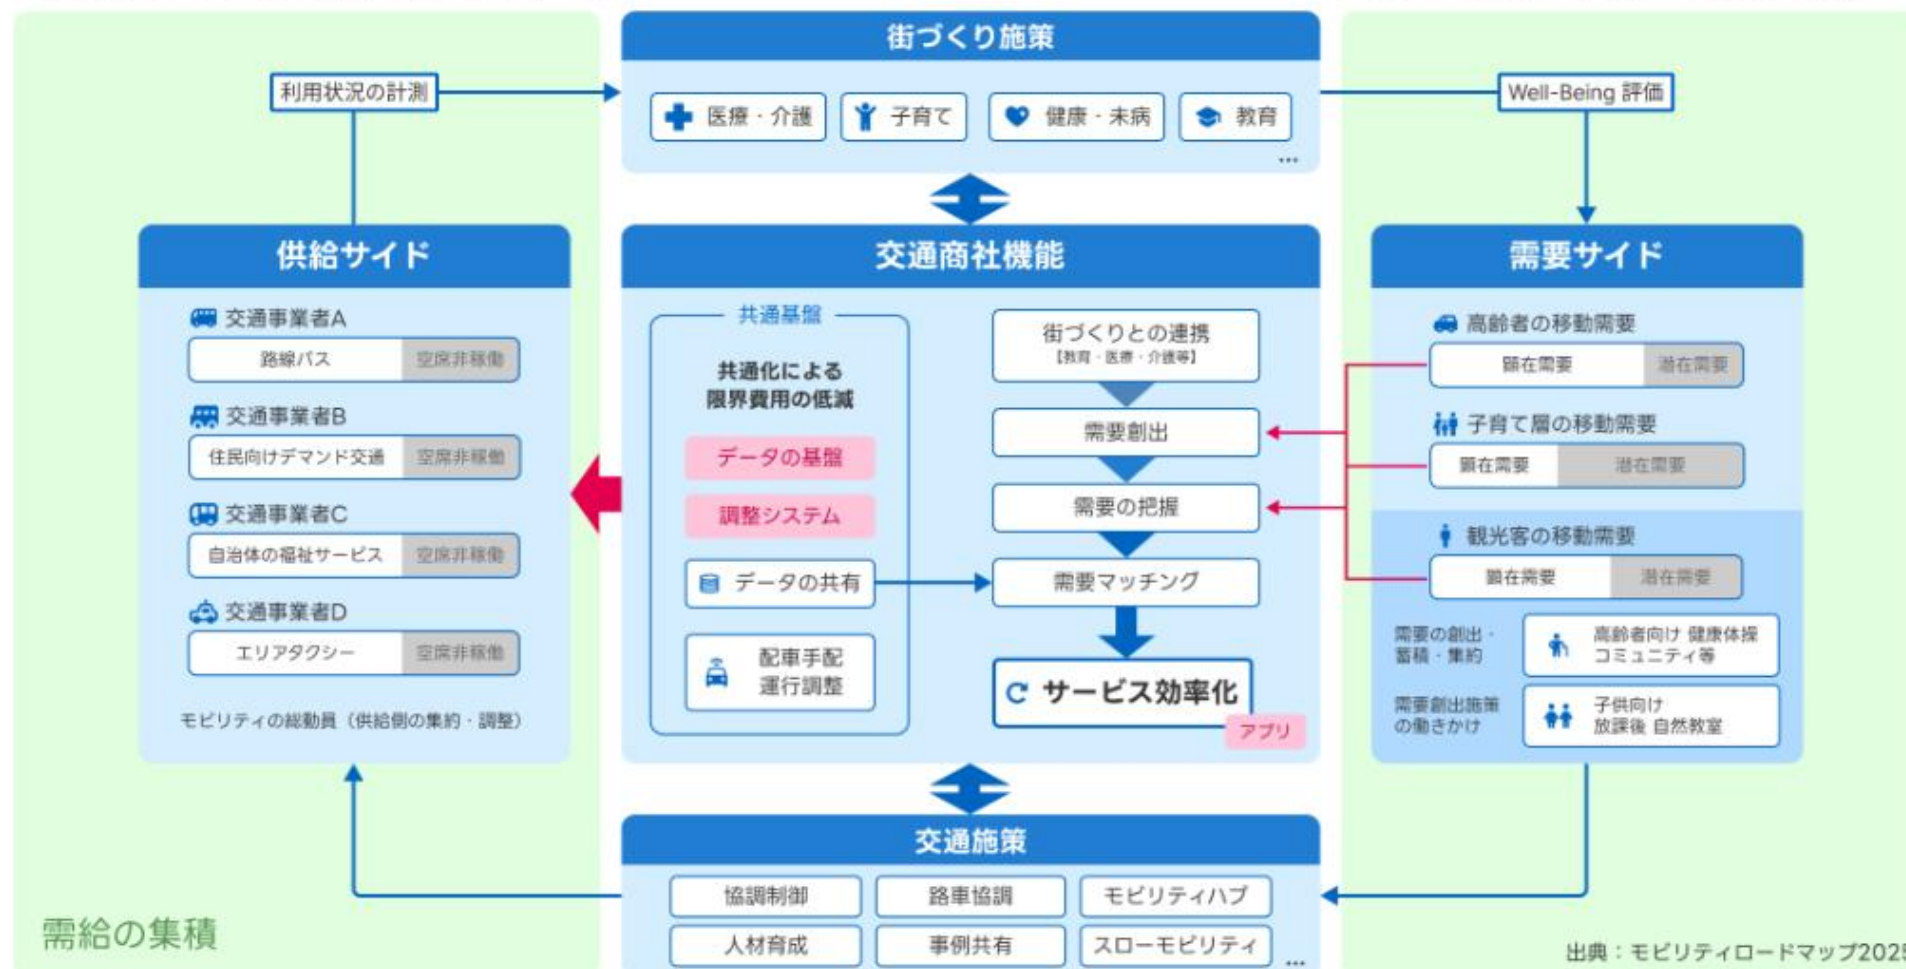 街づくり施策
利用状況の計測
Well-Being 評価
医療・介護
子育て
健康・未病
教育
...
供給サイド
交通事業者A
路線バス
空席非稼働
交通事業者B
住民向けデマンド交通
空席非稼働
交通事業者C
自治体の福祉サービス
空席非稼働
交通事業者D
エリアタクシー
空席非稼働
モビリティの総動員（供給側の集約・調整）
交通商社機能
共通基盤
共通化による
限界費用の低減
データの基盤
調整システム
データの共有
配車手配
運行調整
街づくりとの連携
【教育・医療・介護等】
需要創出
需要の把握
需要マッチング
サービス効率化
アプリ
需要サイド
高齢者の移動需要
顕在需要
潜在需要
子育て層の移動需要
顕在需要
潜在需要
観光客の移動需要
顕在需要
潜在需要
需要の創出・
蓄積・集約
高齢者向け 健康体操
コミュニティ等
需要創出施策
の働きかけ
子供向け
放課後 自然教室
交通施策
協調制御
路車協調
モビリティハブ
人材育成
事例共有
スローモビリティ
...
需給の集積
出典：モビリティロードマップ2025